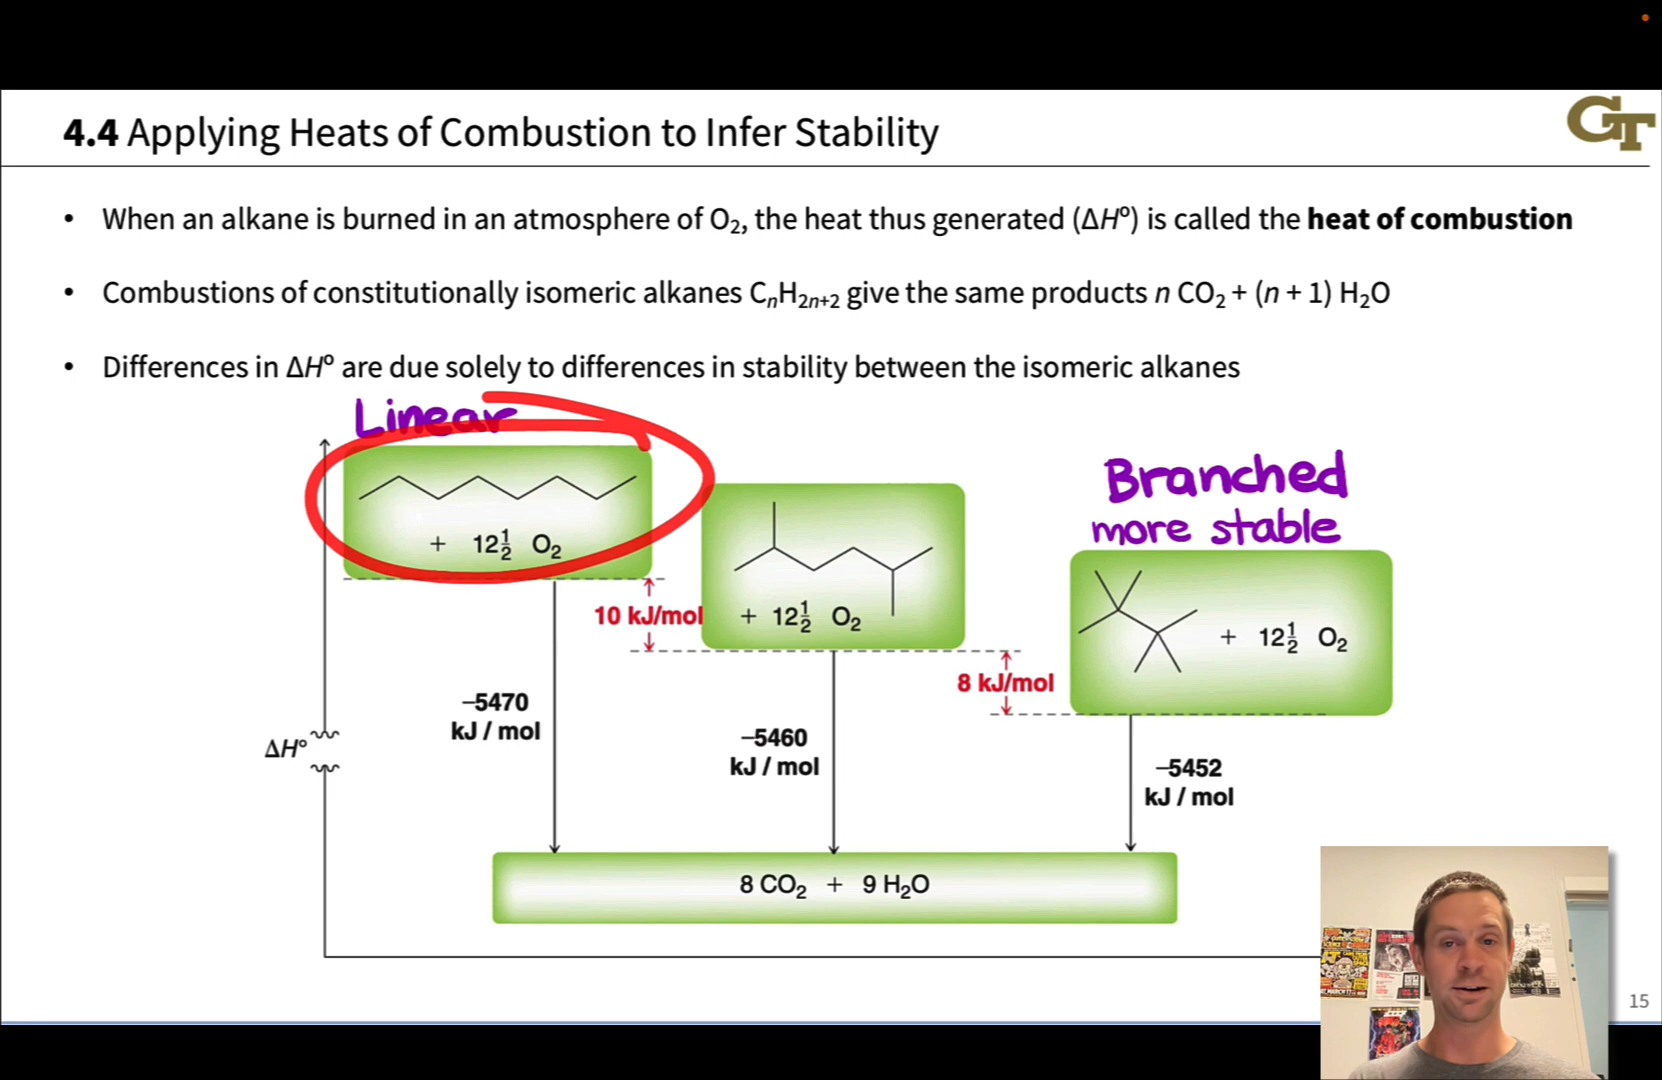 4.4 Applying Heats of Combustion to Infer Stability
GT
• When an alkane is burned in an atmosphere of O₂, the heat thus generated (ΔHº) is called the heat of combustion
• Combustions of constitutionally isomeric alkanes CₙH₂ₙ₊₂ give the same products n CO₂ + (n + 1) H₂O
• Differences in ΔHº are due solely to differences in stability between the isomeric alkanes
Linear
+ 12½ O₂
Branched
more stable
+ 12½ O₂
+ 12½ O₂
10 kJ/mol
8 kJ/mol
–5470
kJ / mol
–5460
kJ / mol
–5452
kJ / mol
ΔHº
8 CO₂ + 9 H₂O
15